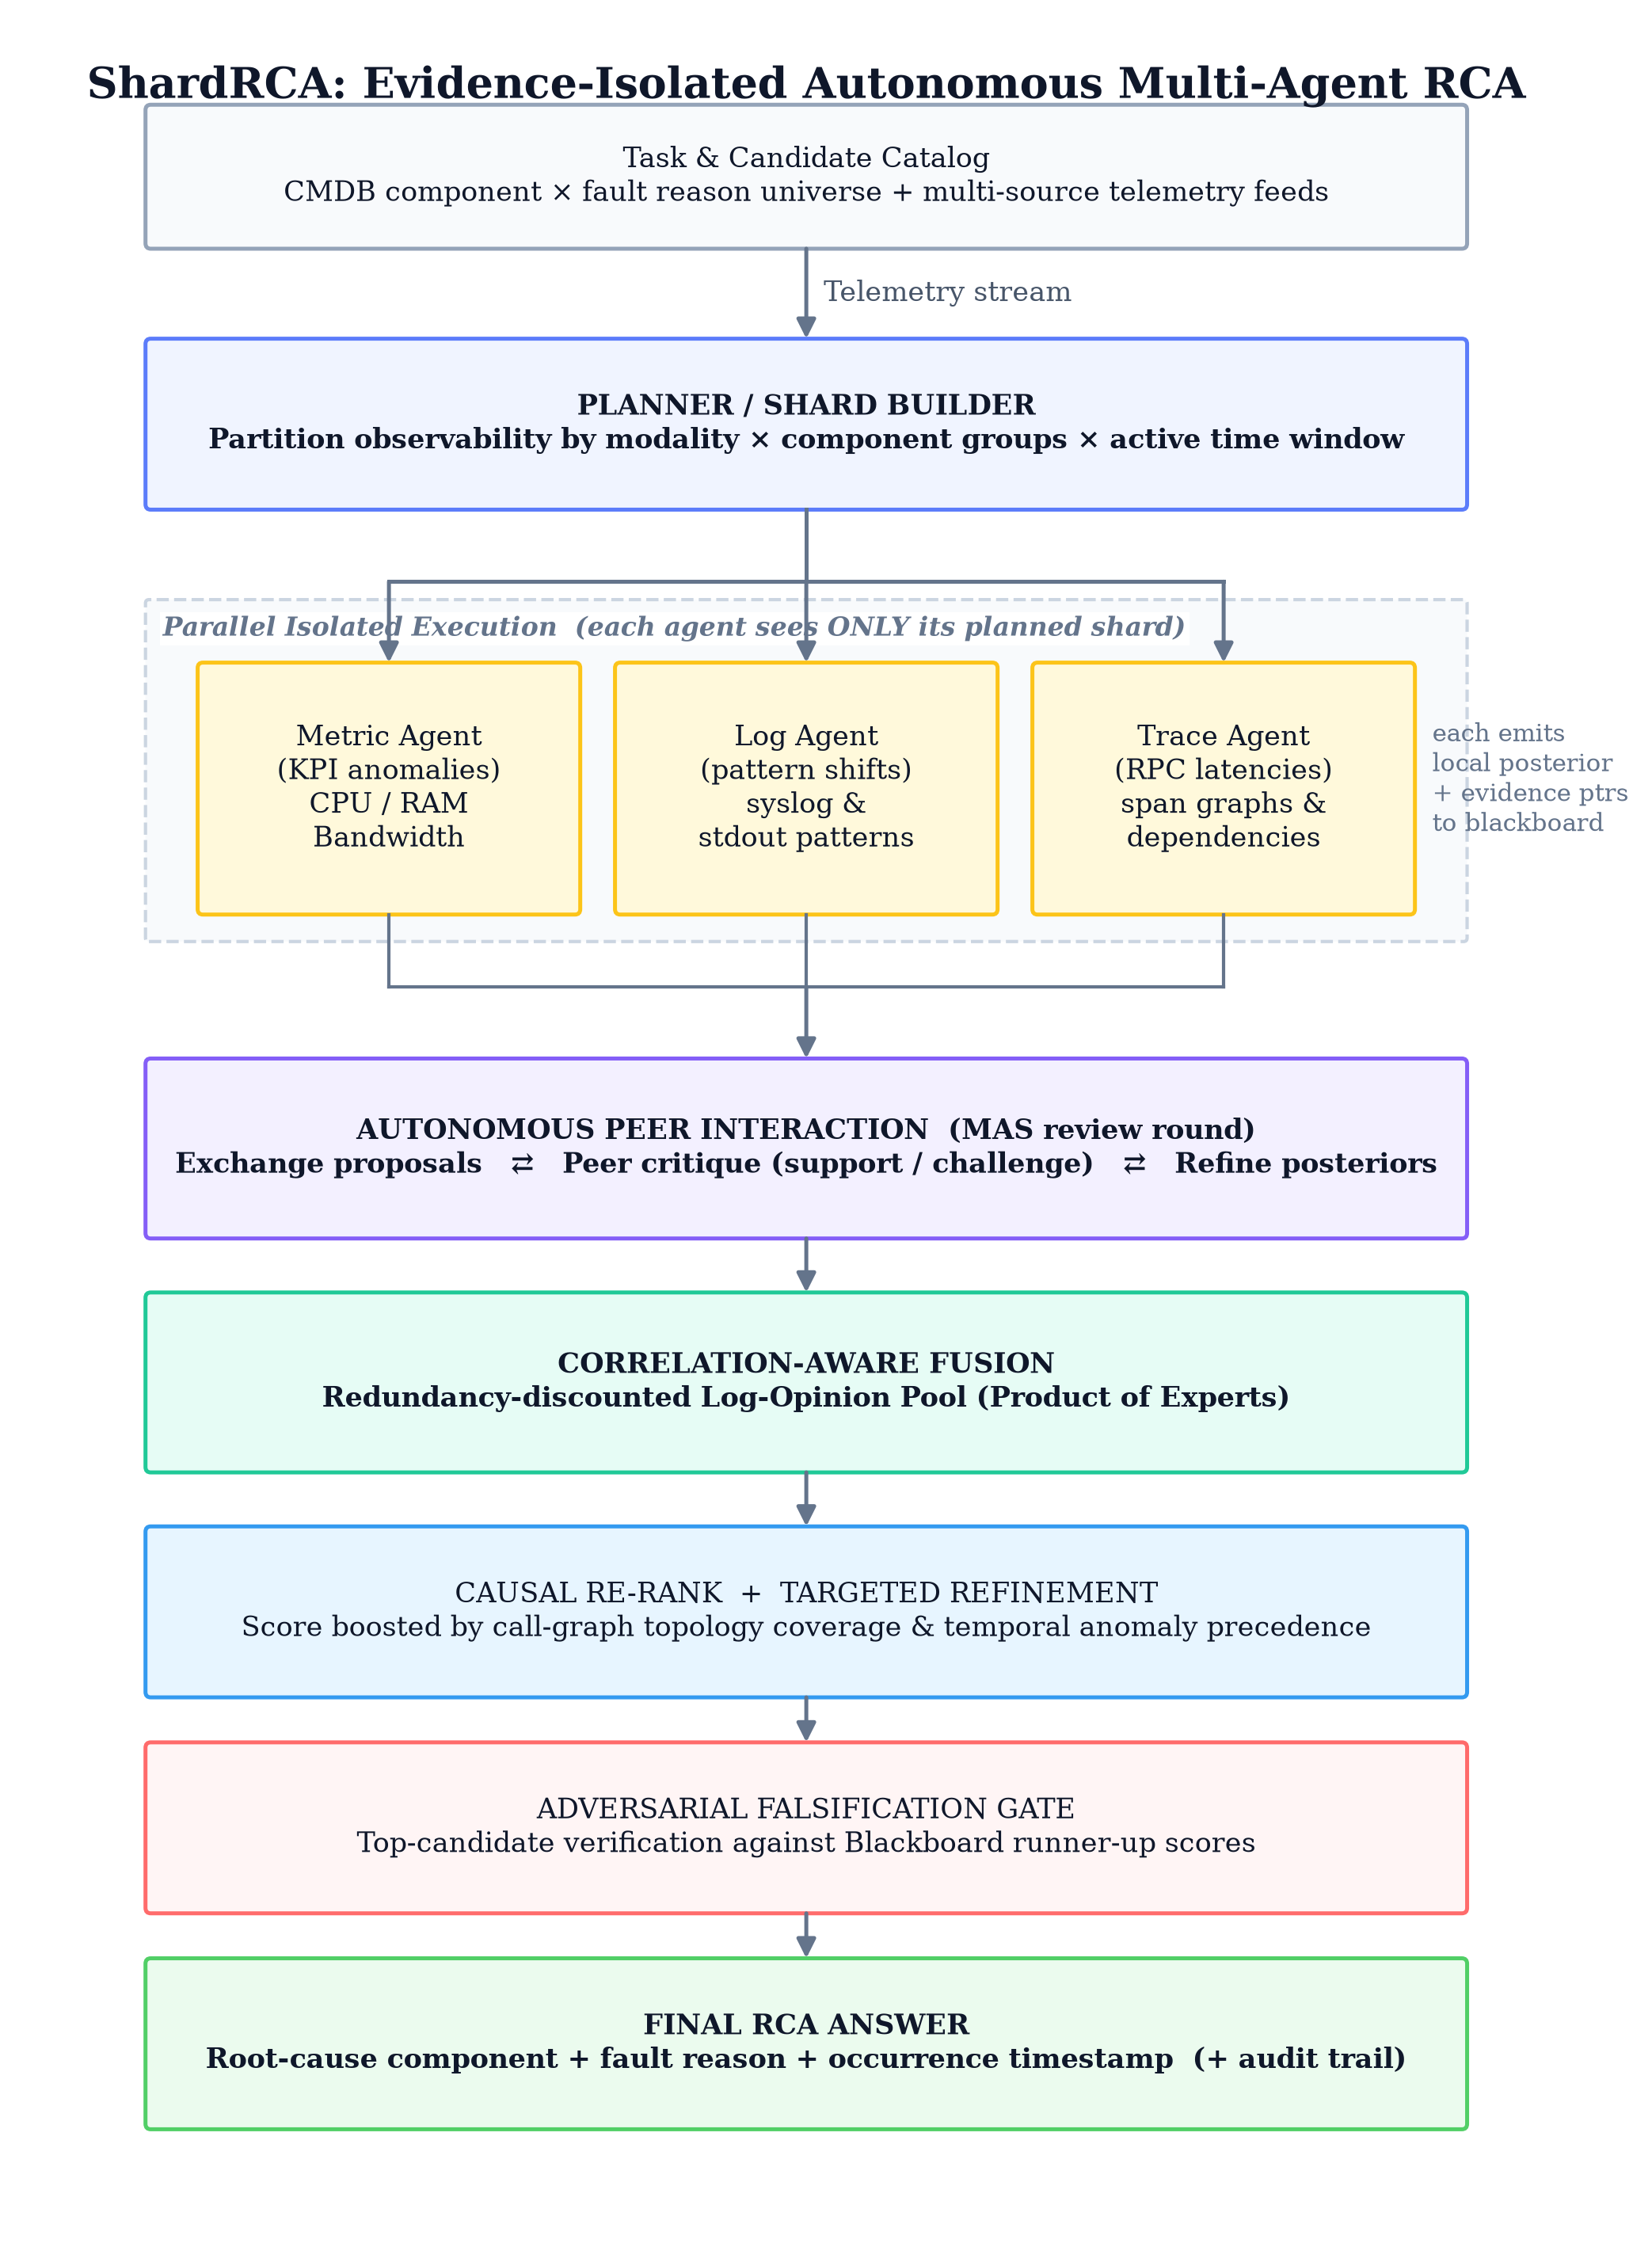 ShardRCA: Evidence-Isolated Autonomous Multi-Agent RCA
Task & Candidate Catalog
CMDB component × fault reason universe + multi-source telemetry feeds
Telemetry stream
PLANNER / SHARD BUILDER
Partition observability by modality × component groups × active time window
Parallel Isolated Execution (each agent sees ONLY its planned shard)
Metric Agent
(KPI anomalies)
CPU / RAM
Bandwidth
Log Agent
(pattern shifts)
syslog &
stdout patterns
Trace Agent
(RPC latencies)
span graphs &
dependencies
each emits
local posterior
+ evidence ptrs
to blackboard
AUTONOMOUS PEER INTERACTION (MAS review round)
Exchange proposals ⇄ Peer critique (support / challenge) ⇄ Refine posteriors
CORRELATION-AWARE FUSION
Redundancy-discounted Log-Opinion Pool (Product of Experts)
CAUSAL RE-RANK + TARGETED REFINEMENT
Score boosted by call-graph topology coverage & temporal anomaly precedence
ADVERSARIAL FALSIFICATION GATE
Top-candidate verification against Blackboard runner-up scores
FINAL RCA ANSWER
Root-cause component + fault reason + occurrence timestamp (+ audit trail)